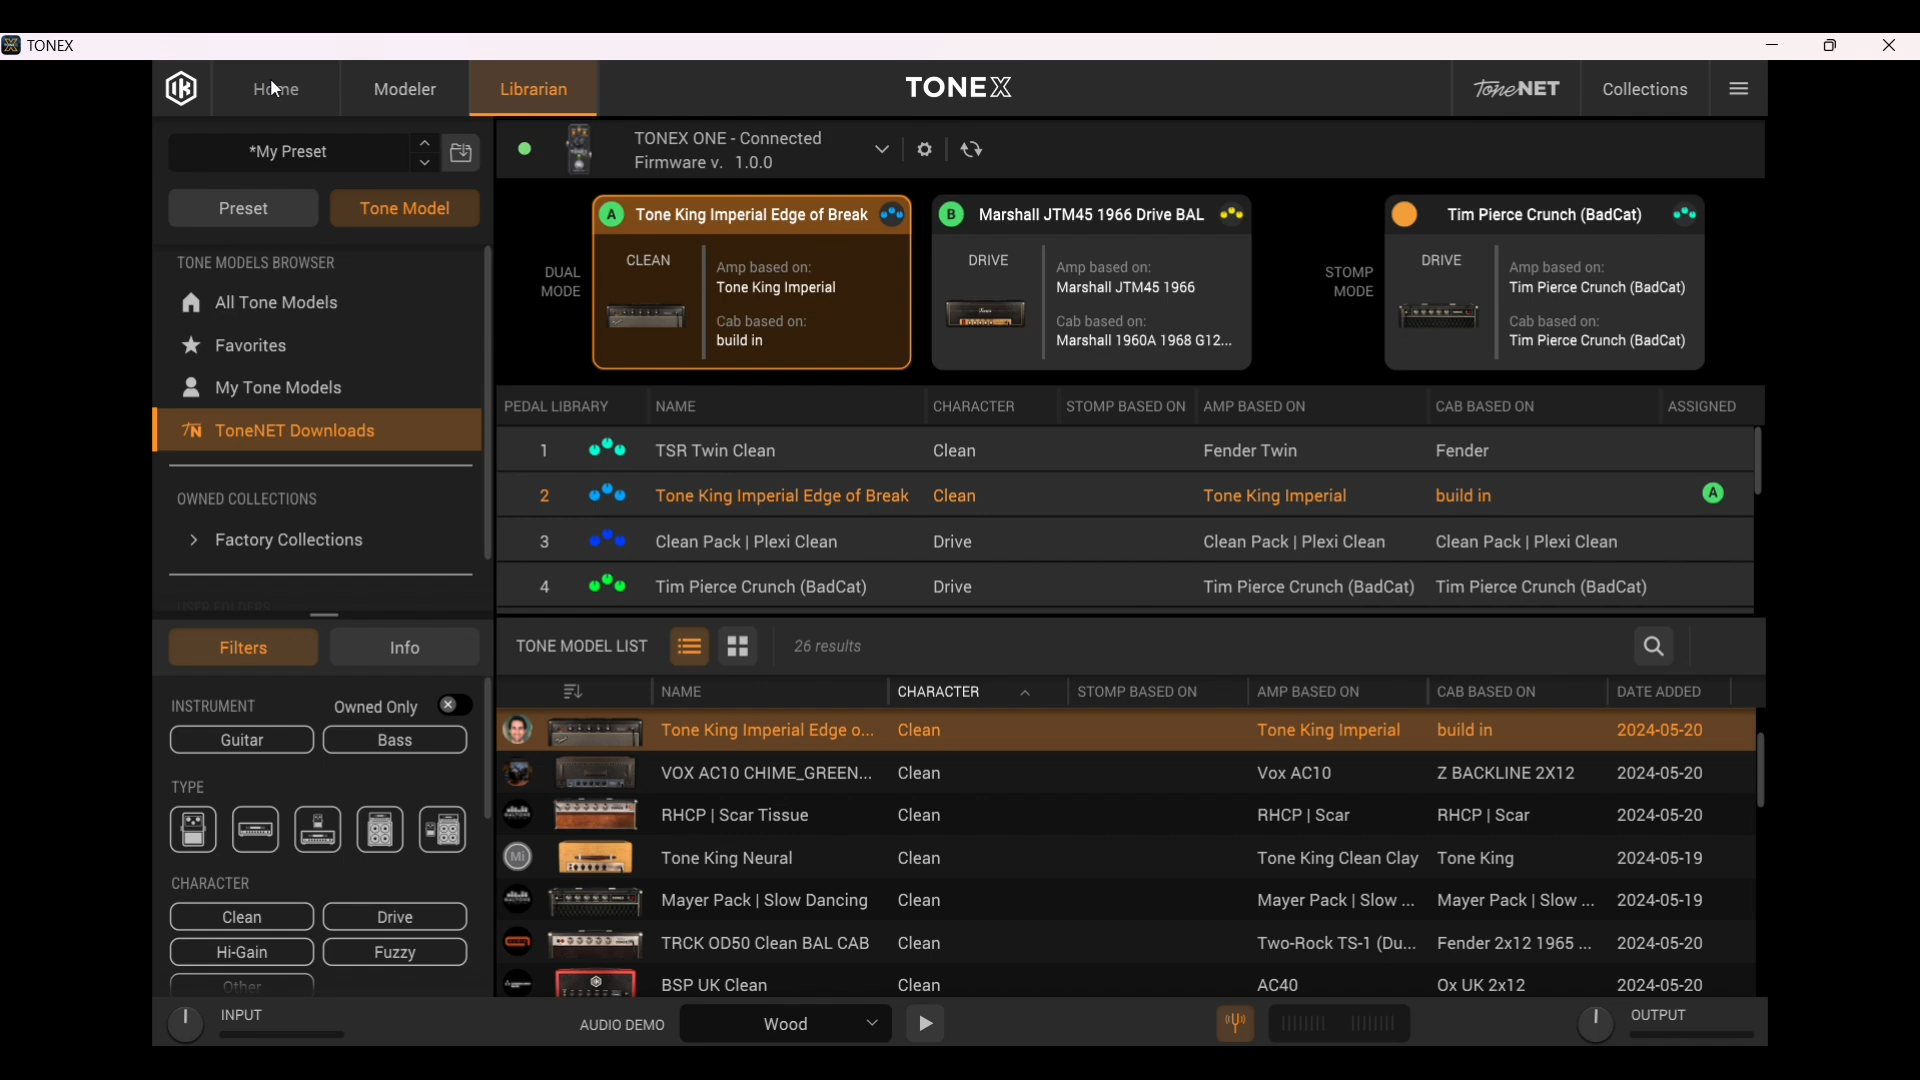 TONEX
Home Modeler Librarian TONEX ToneNET Collections
*My Preset
Preset Tone Model
TONE MODELS BROWSER
All Tone Models
Favorites
My Tone Models
ToneNET Downloads
OWNED COLLECTIONS
Factory Collections
USER FOLDERS
Filters Info
INSTRUMENT Owned Only
Guitar Bass
TYPE
CHARACTER
Clean Drive
Hi-Gain Fuzzy
Other
TONEX ONE - Connected
Firmware v. 1.0.0
DUAL
MODE
A Tone King Imperial Edge of Break
CLEAN
Amp based on:
Tone King Imperial
Cab based on:
build in
B Marshall JTM45 1966 Drive BAL
DRIVE
Amp based on:
Marshall JTM45 1966
Cab based on:
Marshall 1960A 1968 G12...
STOMP
MODE
Tim Pierce Crunch (BadCat)
DRIVE
Amp based on:
Tim Pierce Crunch (BadCat)
Cab based on:
Tim Pierce Crunch (BadCat)
PEDAL LIBRARY NAME CHARACTER STOMP BASED ON AMP BASED ON CAB BASED ON ASSIGNED
1 TSR Twin Clean Clean Fender Twin Fender
2 Tone King Imperial Edge of Break Clean Tone King Imperial build in A
3 Clean Pack | Plexi Clean Drive Clean Pack | Plexi Clean Clean Pack | Plexi Clean
4 Tim Pierce Crunch (BadCat) Drive Tim Pierce Crunch (BadCat) Tim Pierce Crunch (BadCat)
TONE MODEL LIST 26 results
NAME CHARACTER STOMP BASED ON AMP BASED ON CAB BASED ON DATE ADDED
Tone King Imperial Edge o... Clean Tone King Imperial build in 2024-05-20
VOX AC10 CHIME_GREEN... Clean Vox AC10 Z BACKLINE 2X12 2024-05-20
RHCP | Scar Tissue Clean RHCP | Scar RHCP | Scar 2024-05-20
Mi Tone King Neural Clean Tone King Clean Clay Tone King 2024-05-19
Mayer Pack | Slow Dancing Clean Mayer Pack | Slow ... Mayer Pack | Slow ... 2024-05-19
TRCK OD50 Clean BAL CAB Clean Two-Rock TS-1 (Du... Fender 2x12 1965 ... 2024-05-20
BSP UK Clean Clean AC40 Ox UK 2x12 2024-05-20
INPUT AUDIO DEMO Wood OUTPUT